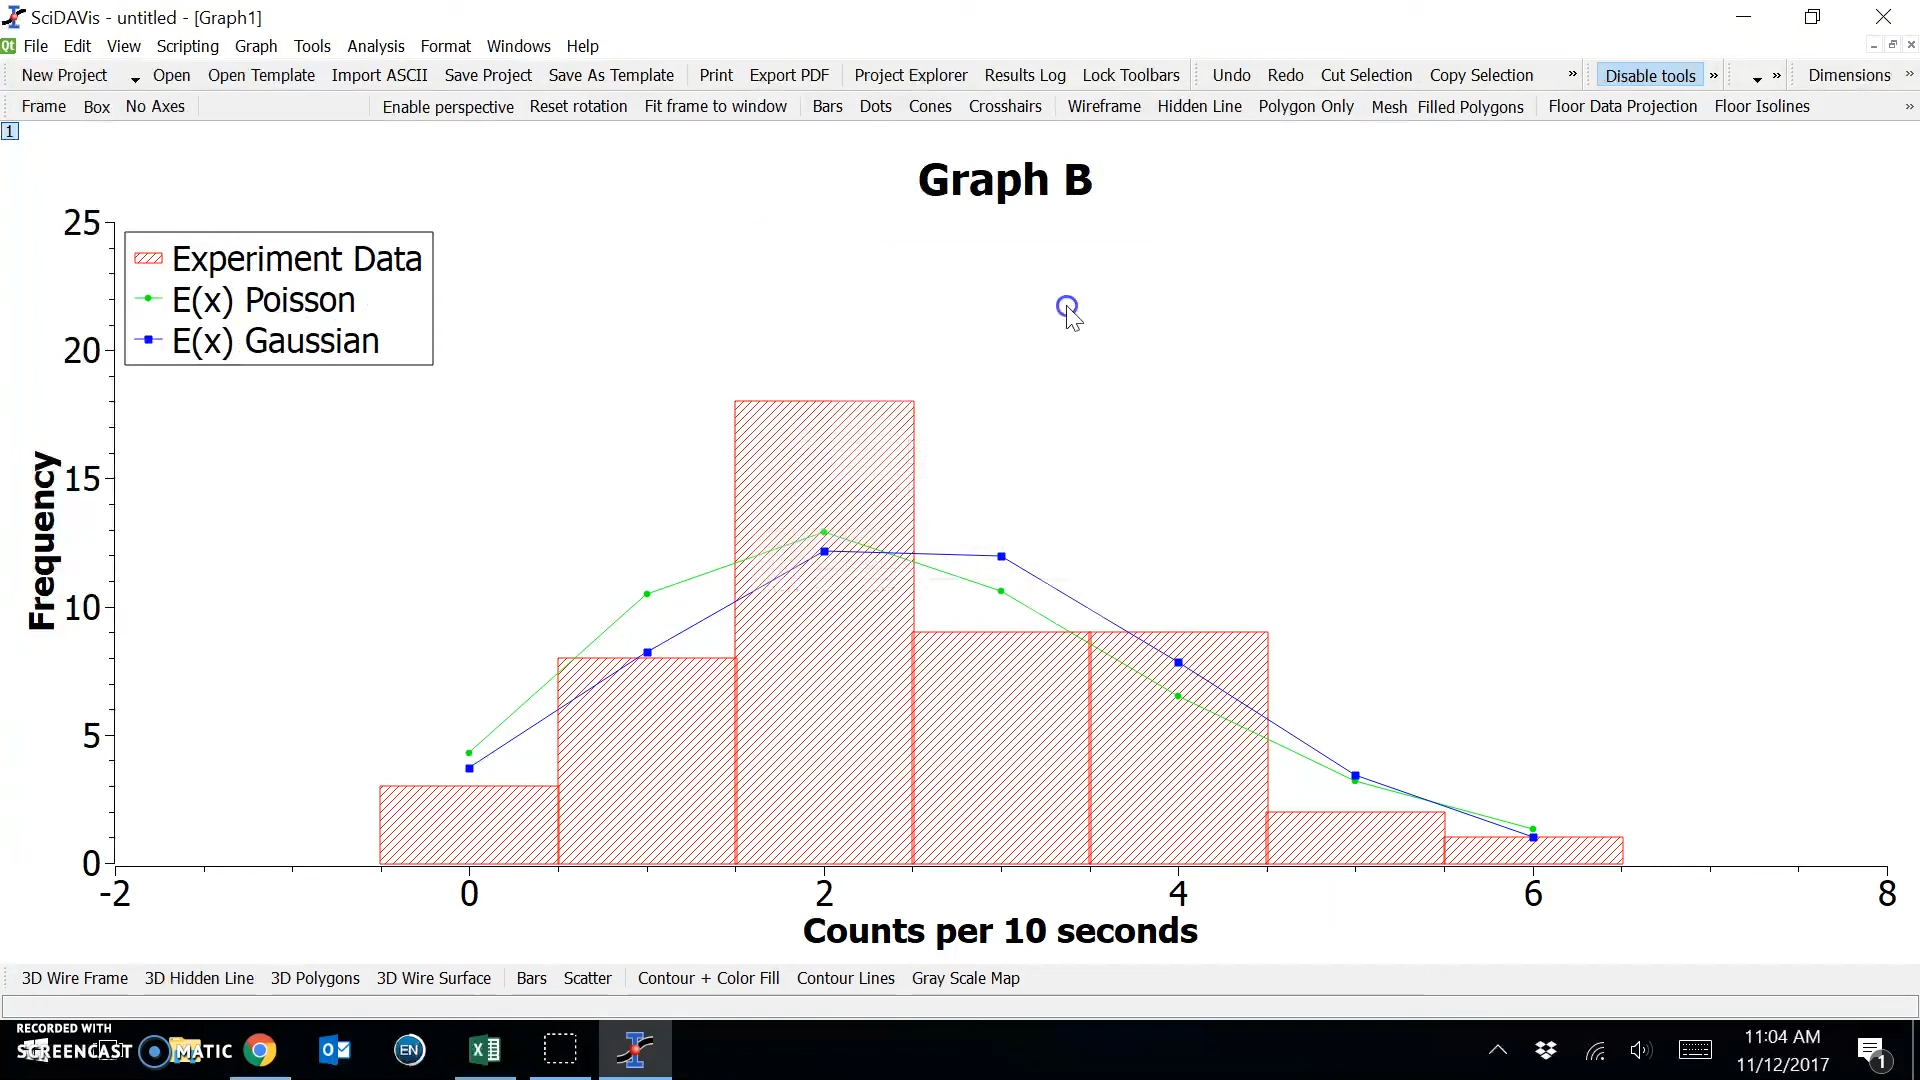 SciDAVis - untitled - [Graph1]
Qt File Edit View Scripting Graph Tools Analysis Format Windows Help
New Project Open Open Template Import ASCII Save Project Save As Template Print Export PDF Project Explorer Results Log Lock Toolbars Undo Redo Cut Selection Copy Selection » Disable tools » » Dimensions »
Frame Box No Axes Enable perspective Reset rotation Fit frame to window Bars Dots Cones Crosshairs Wireframe Hidden Line Polygon Only Mesh Filled Polygons Floor Data Projection Floor Isolines »
1
Graph B
25
20
15
10
5
0
Experiment Data
E(x) Poisson
E(x) Gaussian
Frequency
-2 0 2 4 6 8
Counts per 10 seconds
3D Wire Frame 3D Hidden Line 3D Polygons 3D Wire Surface Bars Scatter Contour + Color Fill Contour Lines Gray Scale Map
RECORDED WITH
SCREENCAST MATIC
EN
11:04 AM
11/12/2017
1